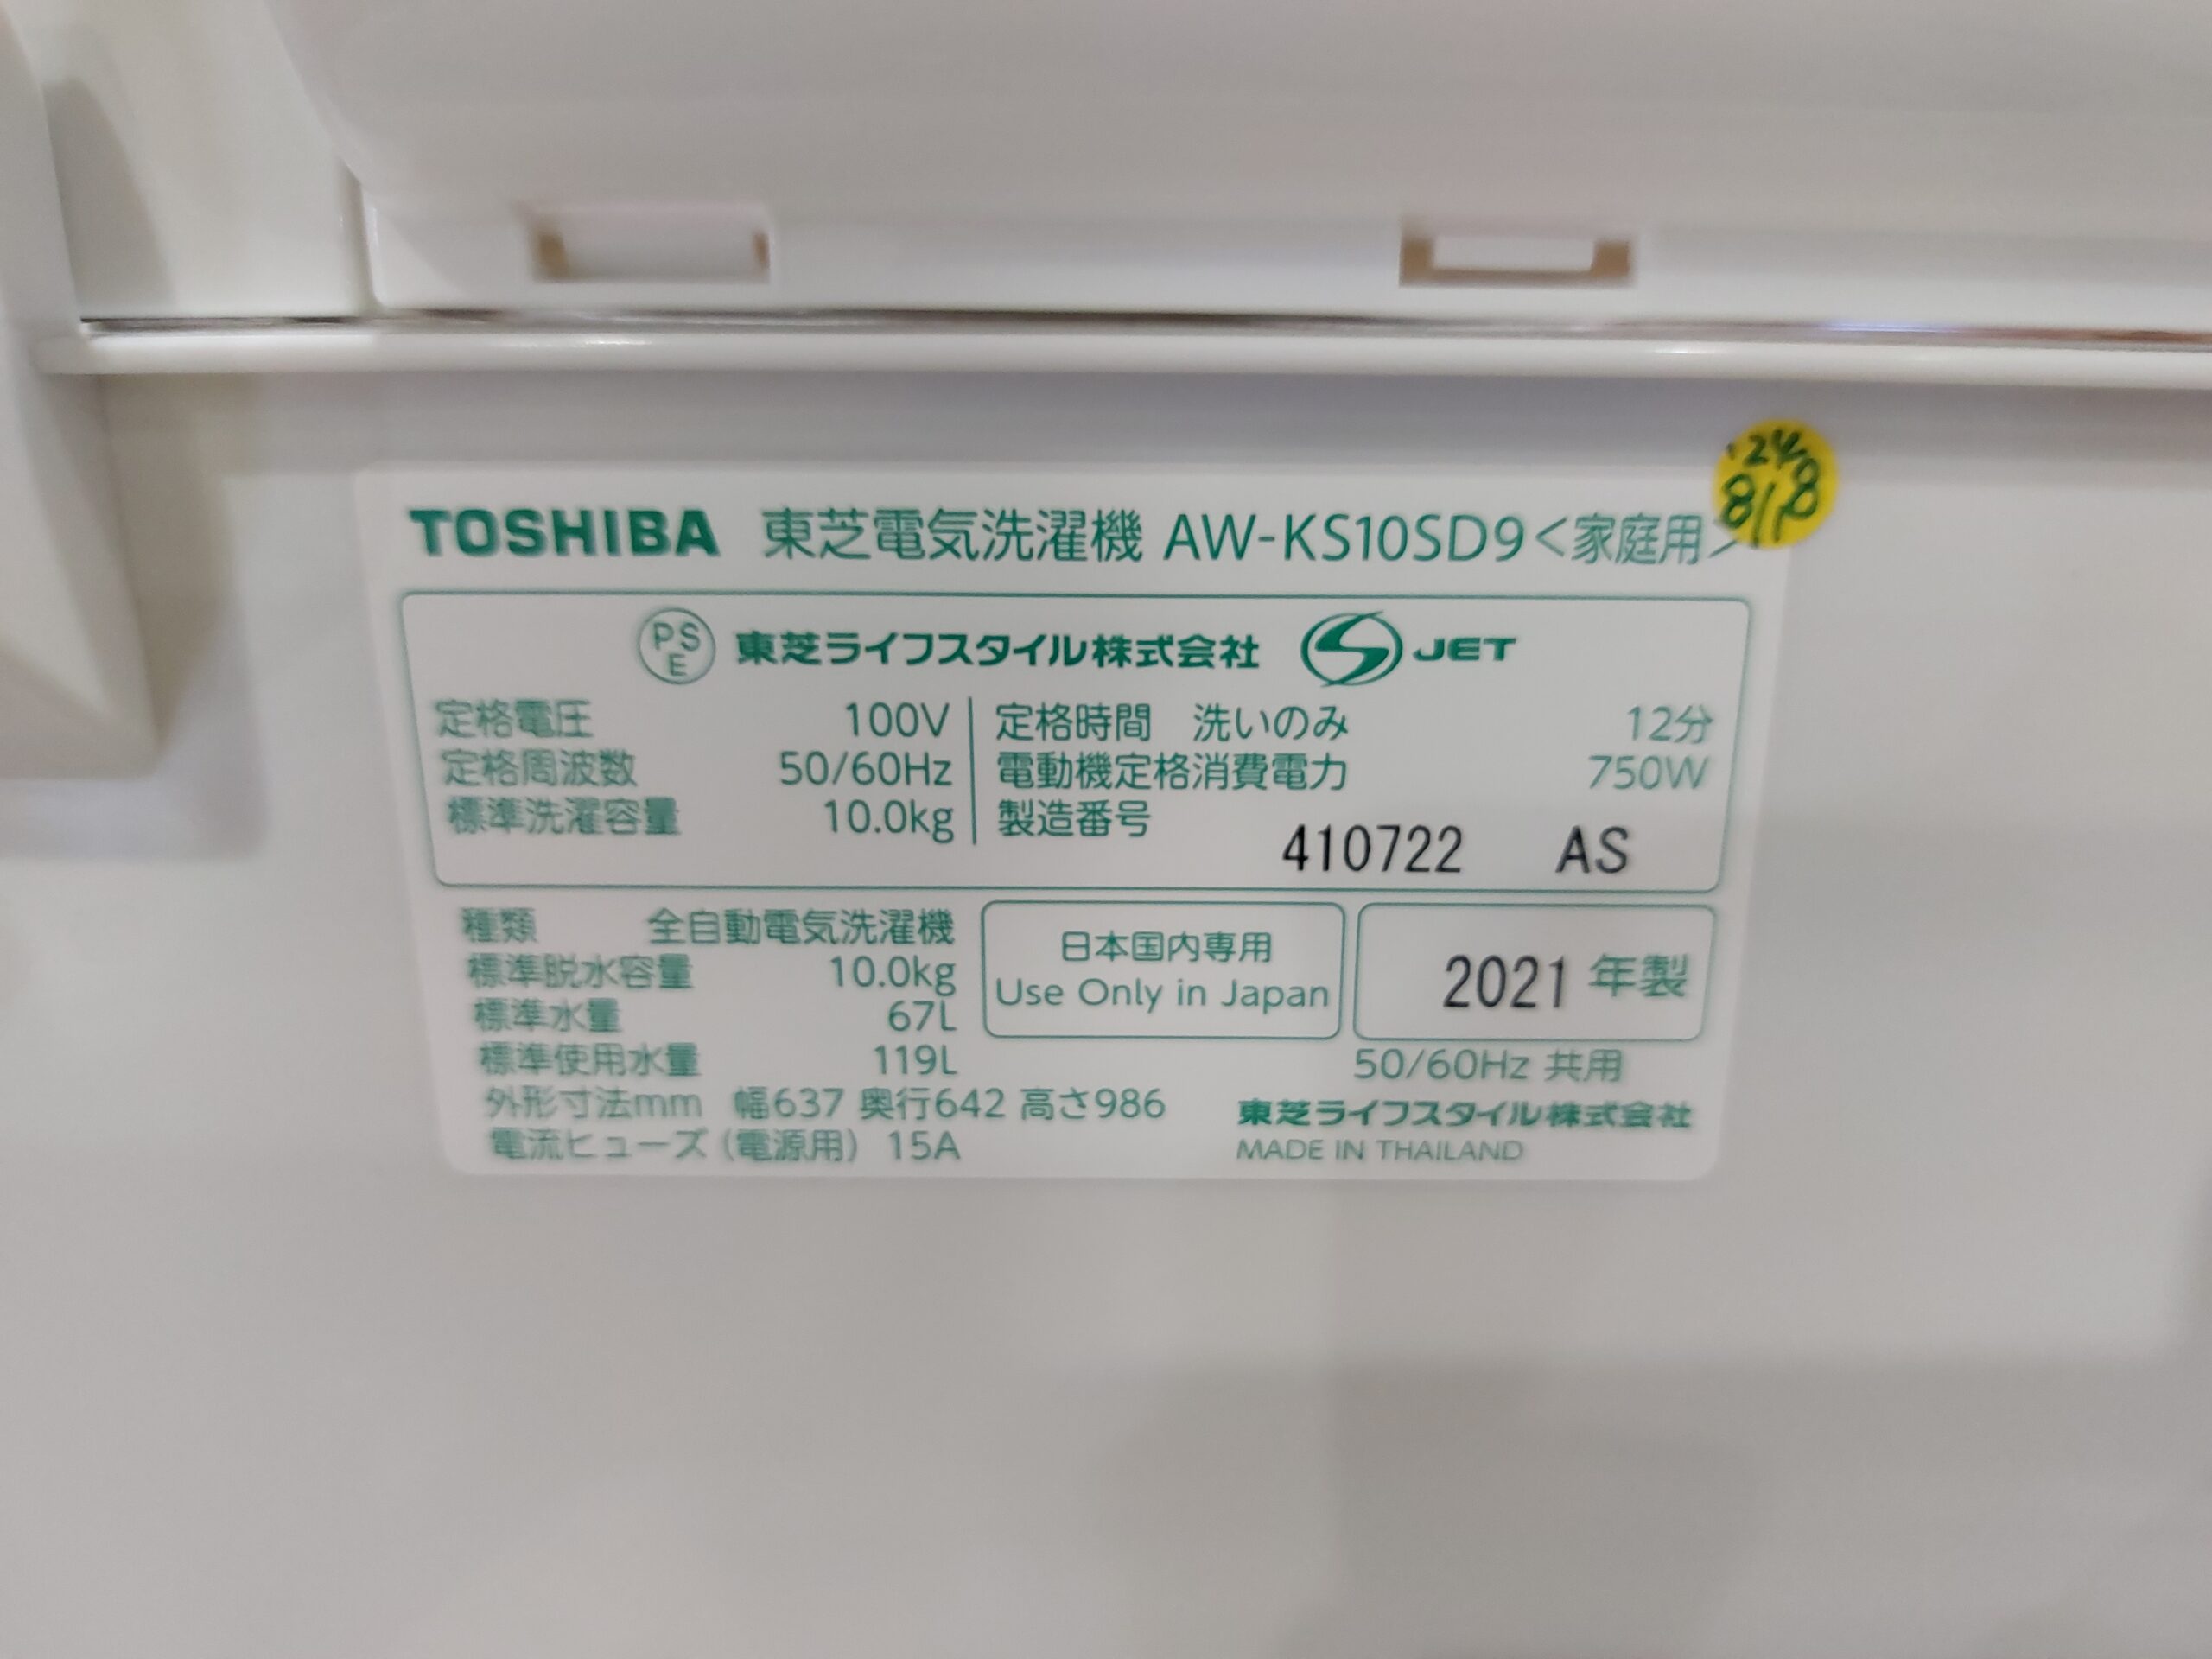 '24
8/18
TOSHIBA 東芝電気洗濯機 AW-KS10SD9<家庭用>
PSE 東芝ライフスタイル株式会社 S JET
定格電圧 100V
定格周波数 50/60Hz
標準洗濯容量 10.0kg
定格時間 洗いのみ 12分
電動機定格消費電力 750W
製造番号
410722 AS
種類 全自動電気洗濯機
標準脱水容量 10.0kg
標準水量 67L
標準使用水量 119L
外形寸法mm 幅637 奥行642 高さ986
電流ヒューズ(電源用) 15A
日本国内専用
Use Only in Japan
2021 年製
50/60Hz 共用
東芝ライフスタイル株式会社
MADE IN THAILAND